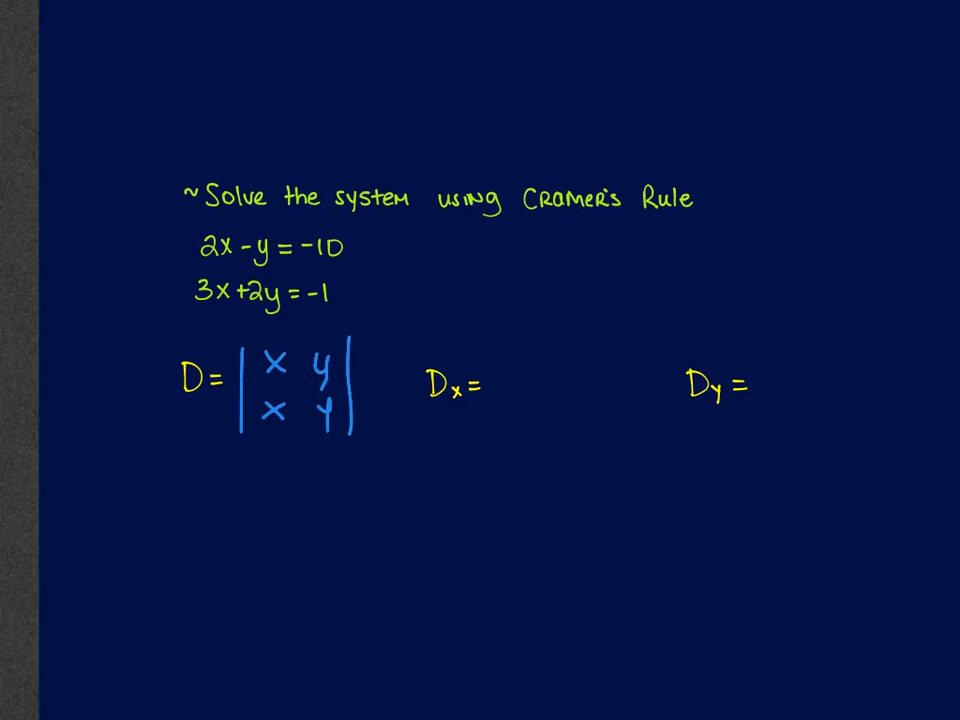 ~Solve the system using Cramer's Rule
2x - y = -10
3x + 2y = -1
D = | x y | Dx = Dy =
| x y |